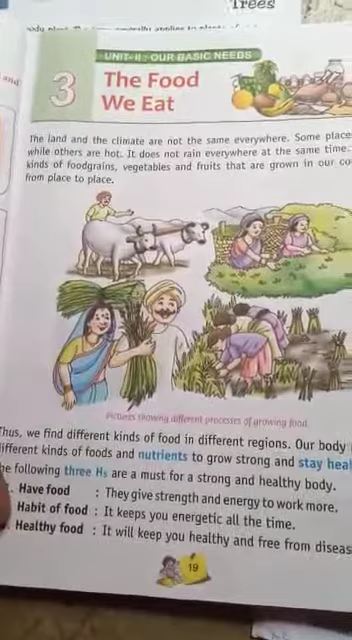 Trees
and
UNIT-II : OUR BASIC NEEDS
3
The Food
We Eat
The land and the climate are not the same everywhere. Some place
while others are hot. It does not rain everywhere at the same time.
kinds of foodgrains, vegetables and fruits that are grown in our co
from place to place.
Pictures showing different processes of growing food.
Thus, we find different kinds of food in different regions. Our body
different kinds of foods and nutrients to grow strong and stay heal
he following three Hs are a must for a strong and healthy body.
Have food : They give strength and energy to work more.
Habit of food : It keeps you energetic all the time.
Healthy food : It will keep you healthy and free from diseas
19